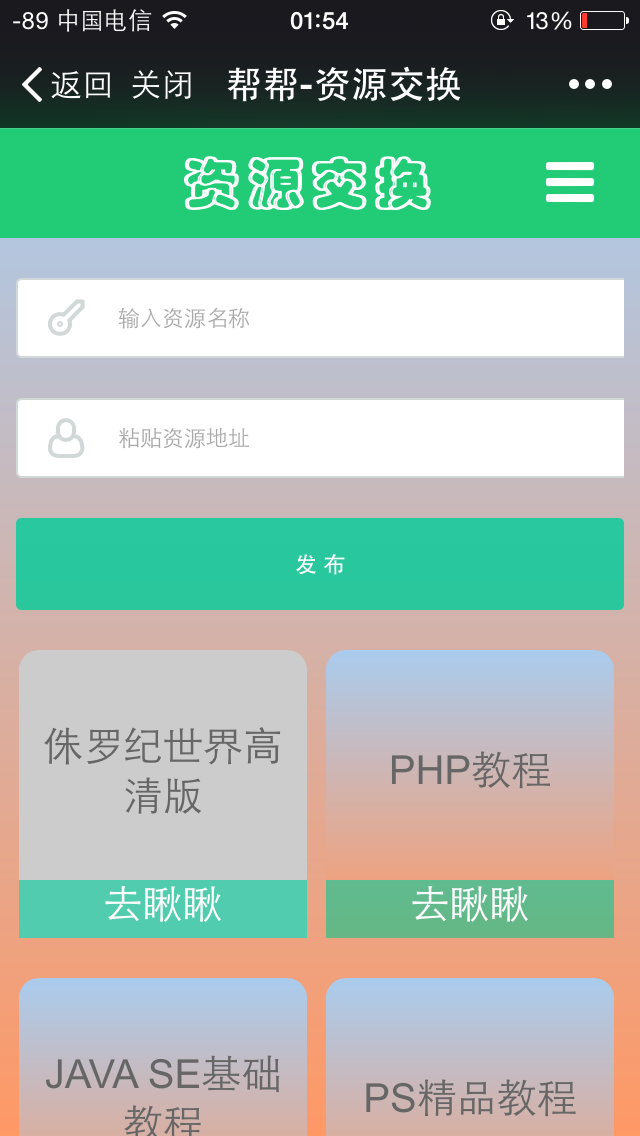 -89 中国电信 01:54 13%
返回 关闭 帮帮-资源交换
资源交换
输入资源名称
粘贴资源地址
发布
侏罗纪世界高
清版
去瞅瞅
PHP教程
去瞅瞅
JAVA SE基础
教程
PS精品教程